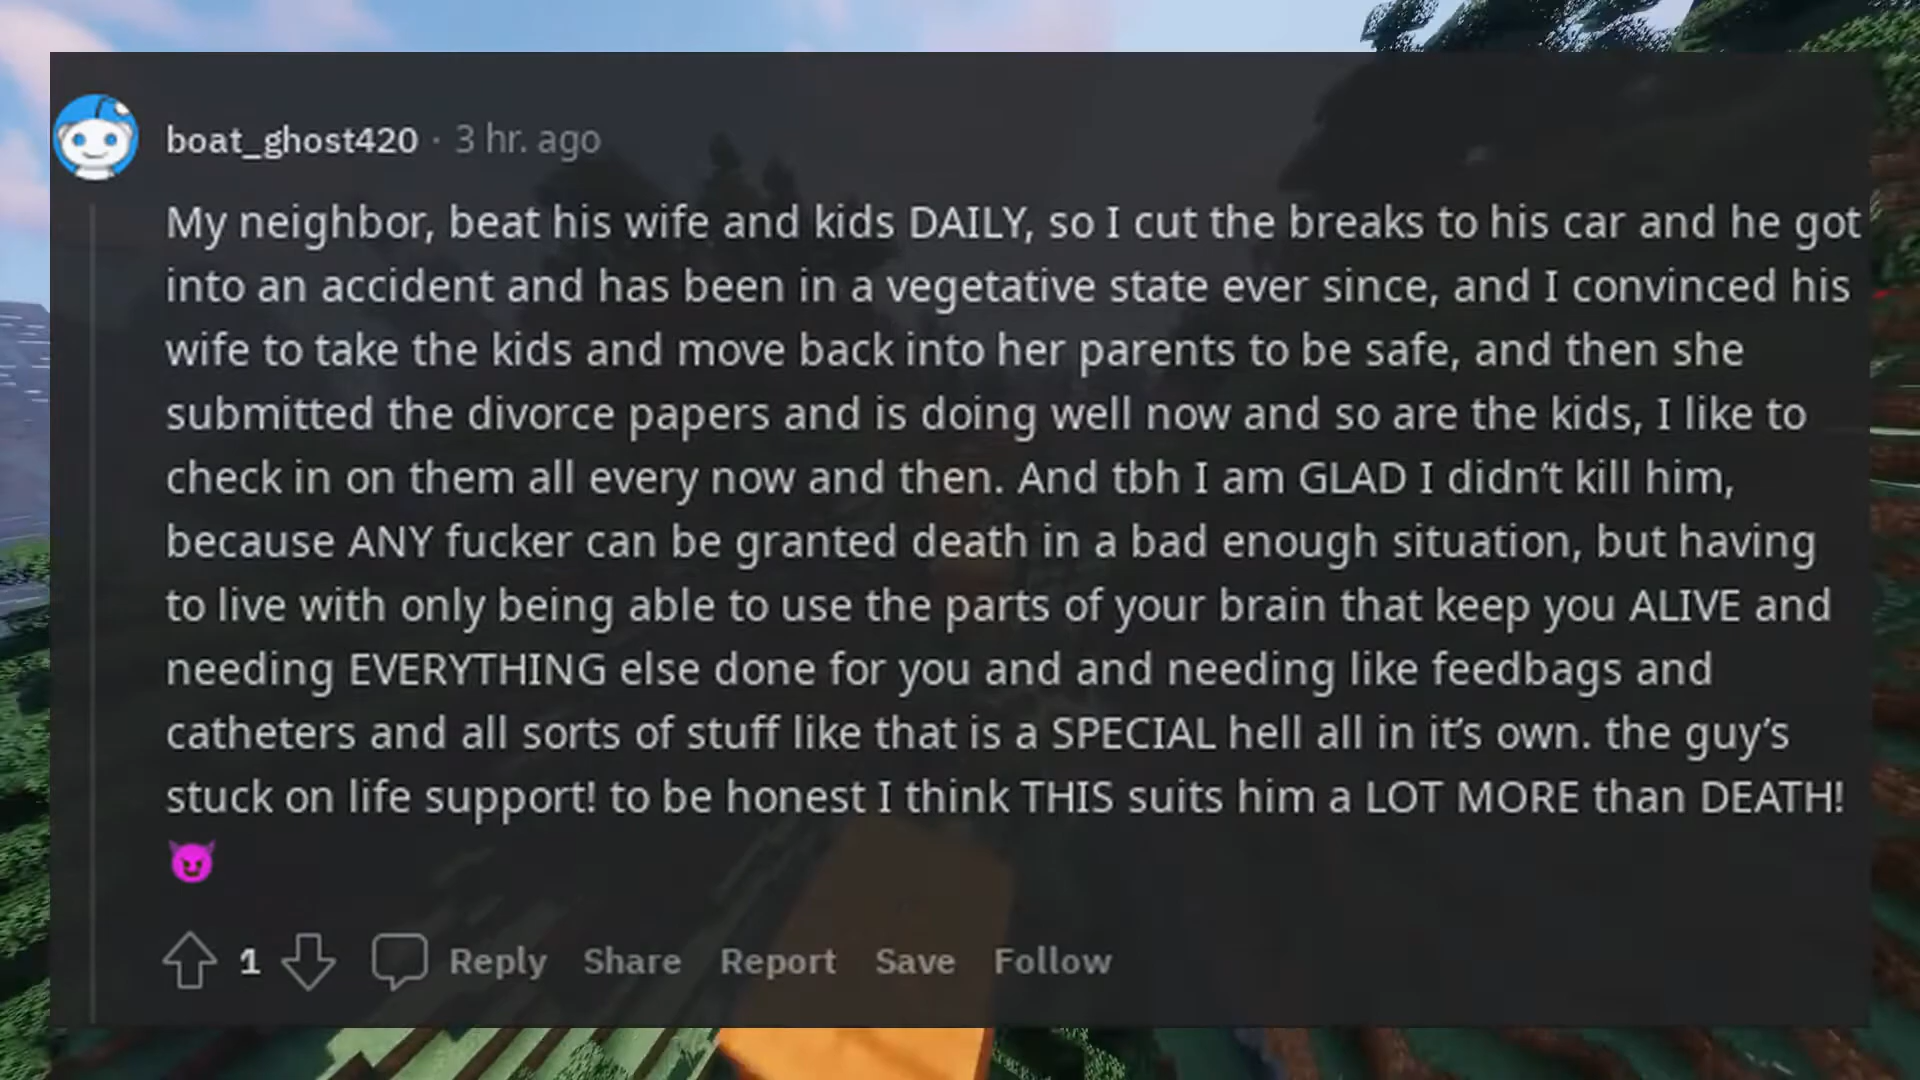 boat_ghost420 · 3 hr. ago
My neighbor, beat his wife and kids DAILY, so I cut the breaks to his car and he got
into an accident and has been in a vegetative state ever since, and I convinced his
wife to take the kids and move back into her parents to be safe, and then she
submitted the divorce papers and is doing well now and so are the kids, I like to
check in on them all every now and then. And tbh I am GLAD I didn’t kill him,
because ANY fucker can be granted death in a bad enough situation, but having
to live with only being able to use the parts of your brain that keep you ALIVE and
needing EVERYTHING else done for you and and needing like feedbags and
catheters and all sorts of stuff like that is a SPECIAL hell all in it’s own. the guy’s
stuck on life support! to be honest I think THIS suits him a LOT MORE than DEATH!
😈
1 Reply Share Report Save Follow